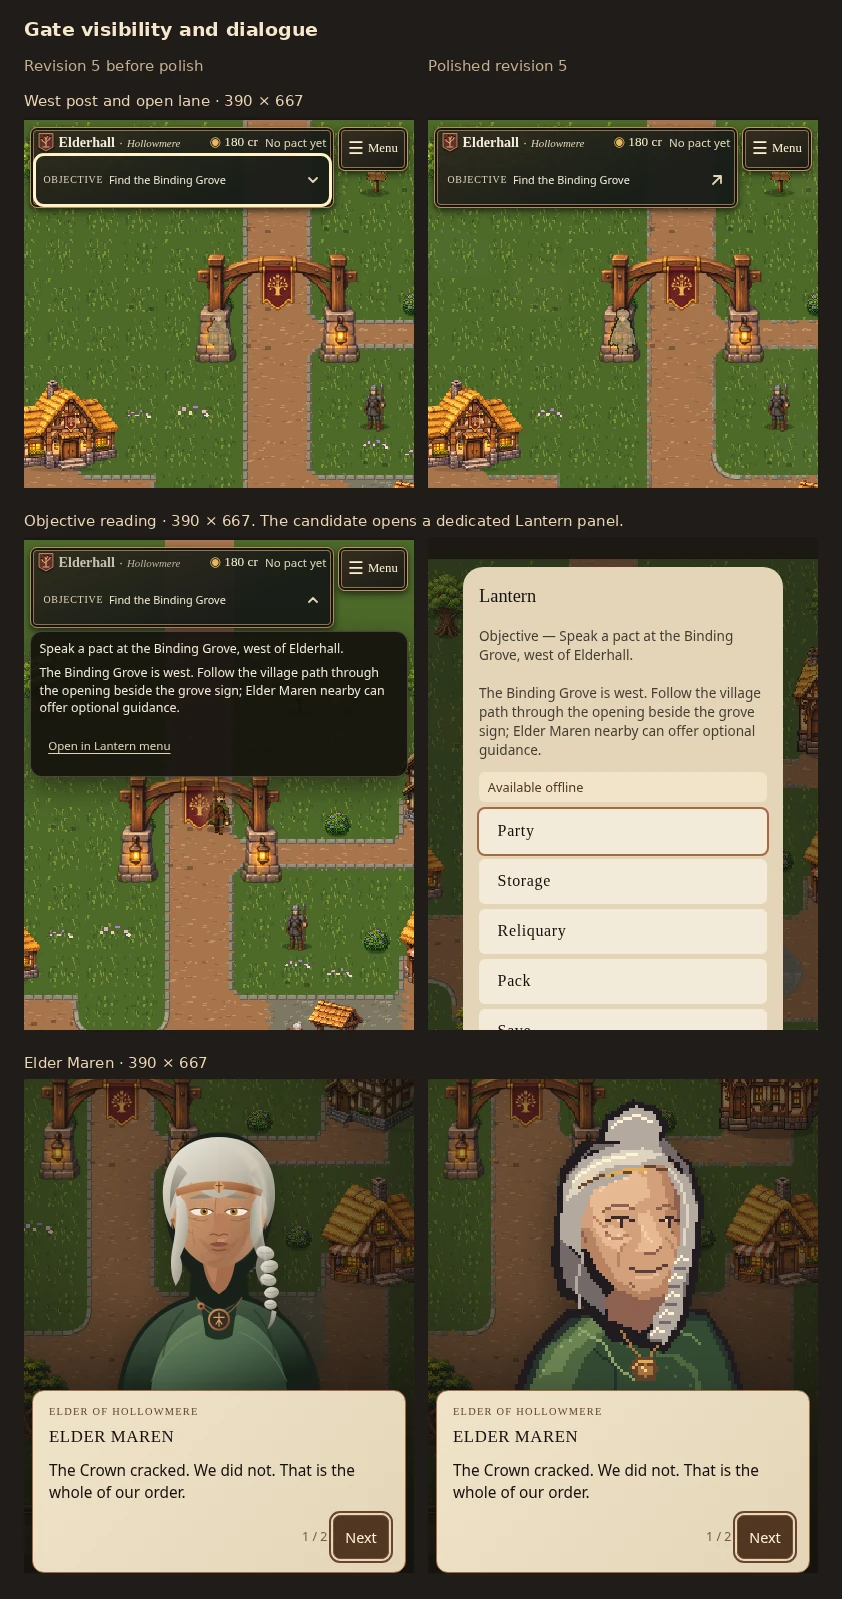 Gate visibility and dialogue
Revision 5 before polish
Polished revision 5
West post and open lane · 390 × 667
Elderhall · Hollowmere 180 cr No pact yet
☰ Menu
OBJECTIVE Find the Binding Grove
Elderhall · Hollowmere 180 cr No pact yet
☰ Menu
OBJECTIVE Find the Binding Grove
Objective reading · 390 × 667. The candidate opens a dedicated Lantern panel.
Elderhall · Hollowmere 180 cr No pact yet
☰ Menu
OBJECTIVE Find the Binding Grove
Speak a pact at the Binding Grove, west of Elderhall.
The Binding Grove is west. Follow the village path through
the opening beside the grove sign; Elder Maren nearby can
offer optional guidance.
Open in Lantern menu
Lantern
Objective — Speak a pact at the Binding
Grove, west of Elderhall.
The Binding Grove is west. Follow the village
path through the opening beside the grove
sign; Elder Maren nearby can offer optional
guidance.
Available offline
Party
Storage
Reliquary
Pack
Save
Elder Maren · 390 × 667
ELDER OF HOLLOWMERE
ELDER MAREN
The Crown cracked. We did not. That is the
whole of our order.
1 / 2 Next
ELDER OF HOLLOWMERE
ELDER MAREN
The Crown cracked. We did not. That is the
whole of our order.
1 / 2 Next